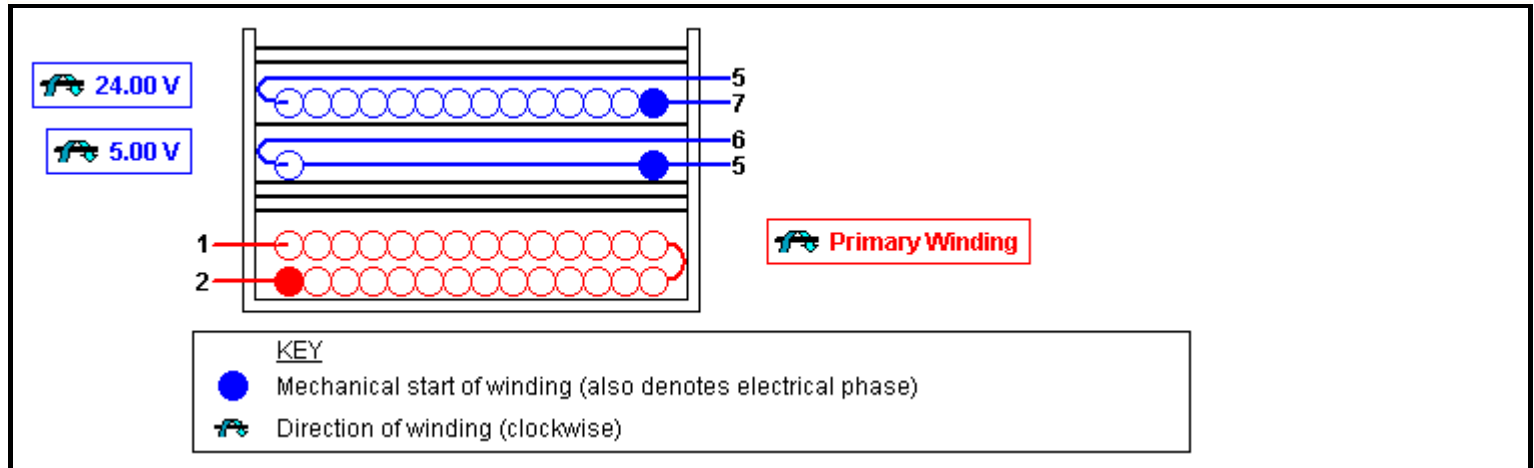 24.00 V
5
7
5.00 V
6
5
1
Primary Winding
2
KEY
Mechanical start of winding (also denotes electrical phase)
Direction of winding (clockwise)